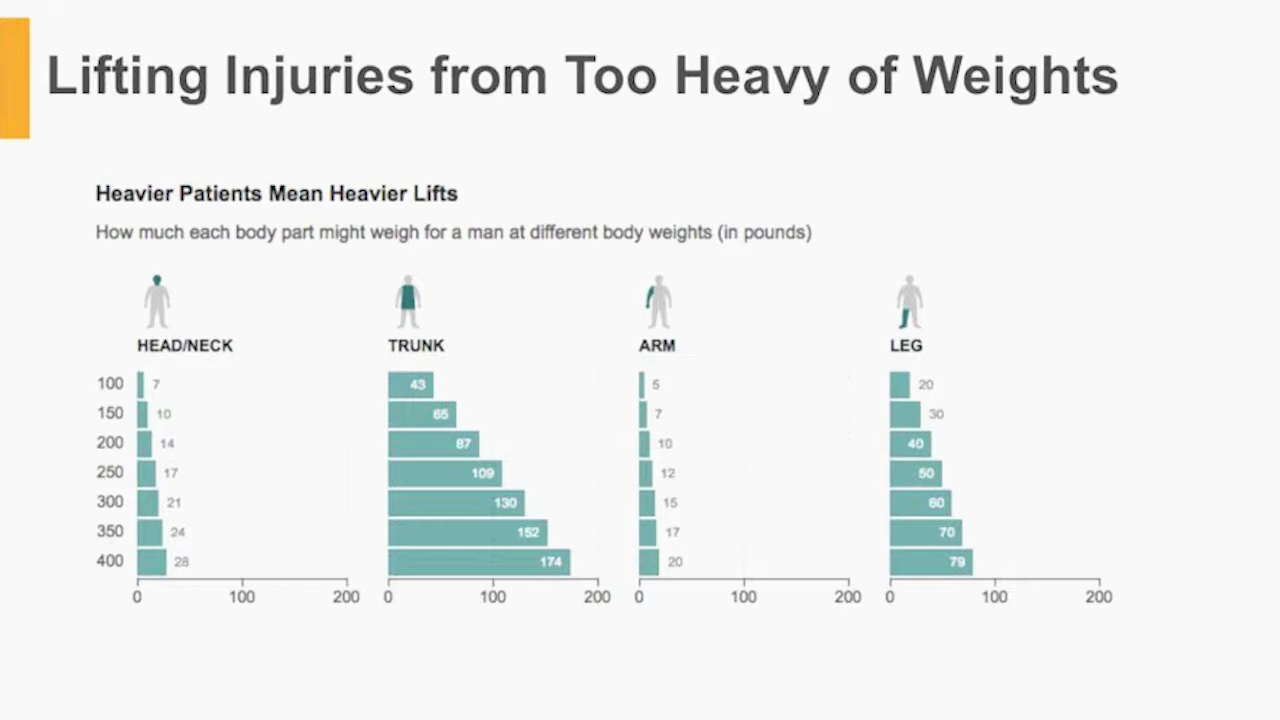 Lifting Injuries from Too Heavy of Weights
Heavier Patients Mean Heavier Lifts
How much each body part might weigh for a man at different body weights (in pounds)
HEAD/NECK TRUNK ARM LEG
100 7 43 5 20
150 10 65 7 30
200 14 87 10 40
250 17 109 12 50
300 21 130 15 60
350 24 152 17 70
400 28 174 20 79
0 100 200 0 100 200 0 100 200 0 100 200